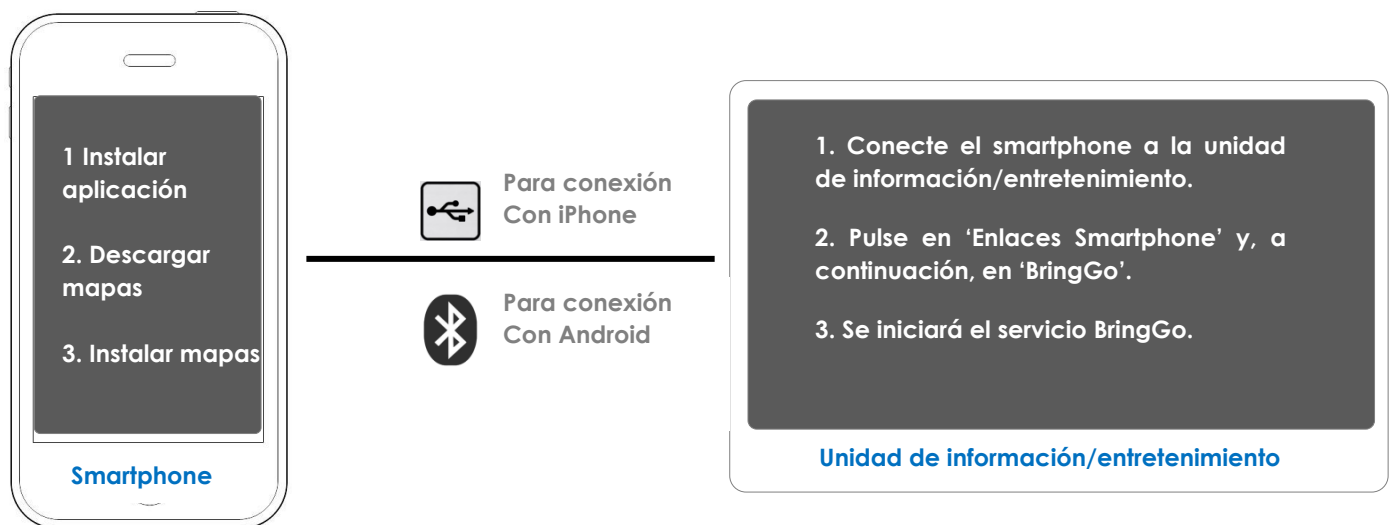 1 Instalar
aplicación
2. Descargar
mapas
3. Instalar mapas
Smartphone
Para conexión
Con iPhone
Para conexión
Con Android
1. Conecte el smartphone a la unidad
de información/entretenimiento.
2. Pulse en ‘Enlaces Smartphone’ y, a
continuación, en ‘BringGo’.
3. Se iniciará el servicio BringGo.
Unidad de información/entretenimiento